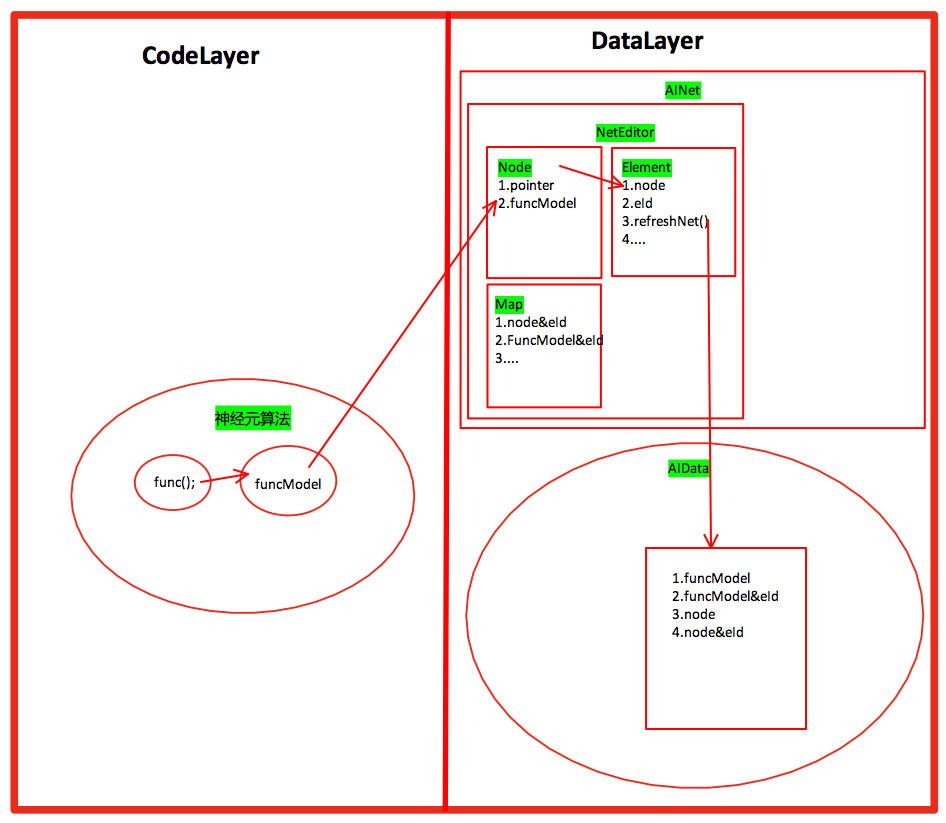 CodeLayer
DataLayer
AINet
NetEditor
Node
1.pointer
2.funcModel
Element
1.node
2.eId
3.refreshNet()
4....
Map
1.node&eId
2.FuncModel&eId
3....
神经元算法
func();
funcModel
AIData
1.funcModel
2.funcModel&eId
3.node
4.node&eId